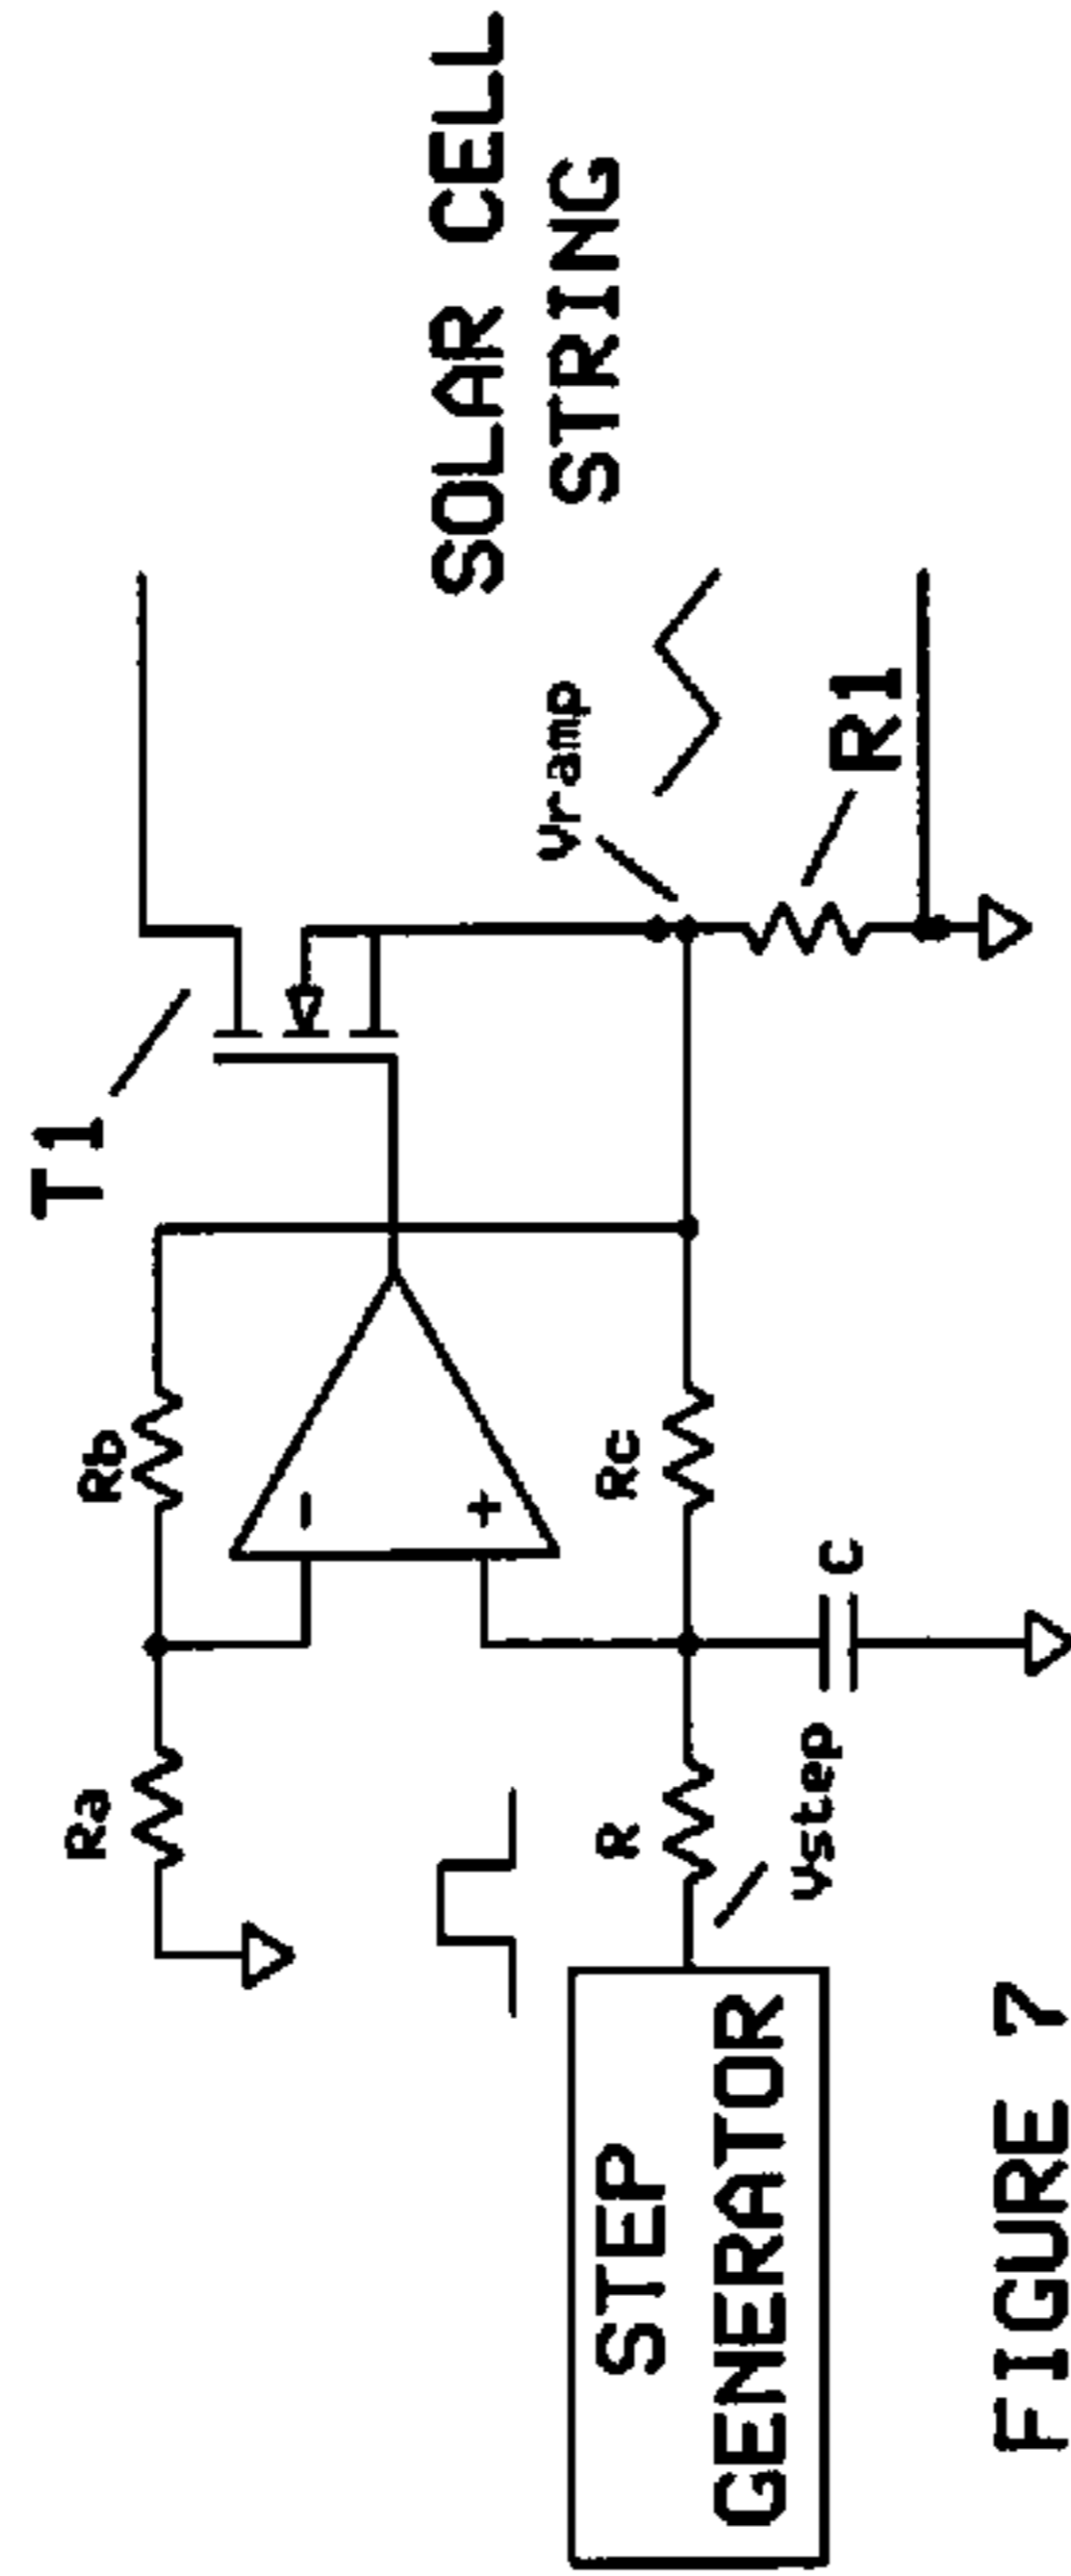 T1
SOLAR CELL
STRING
Ra
Rb
-
+
Vramp
STEP
GENERATOR
R
Rc
Vstep
C
R1
FIGURE 7